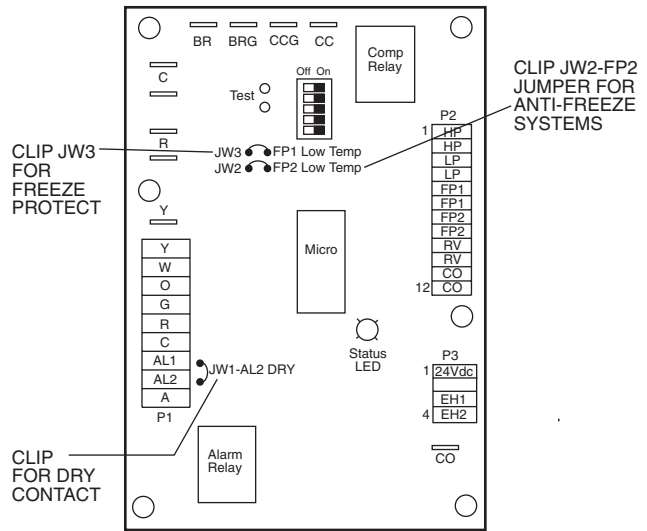 BR BRG CCG CC
Comp
Relay
Off On
Test
C
R
CLIP JW2-FP2
JUMPER FOR
ANTI-FREEZE
SYSTEMS
CLIP JW3
FOR
FREEZE
PROTECT
JW3 FP1 Low Temp
JW2 FP2 Low Temp
P2
1 HP
HP
LP
LP
FP1
FP1
FP2
FP2
RV
RV
CO
12 CO
Y
Y
W
O
G
R
C
AL1
AL2
A
P1
JW1-AL2 DRY
Micro
Status
LED
P3
1 24Vdc
EH1
4 EH2
CO
Alarm
Relay
CLIP
FOR DRY
CONTACT